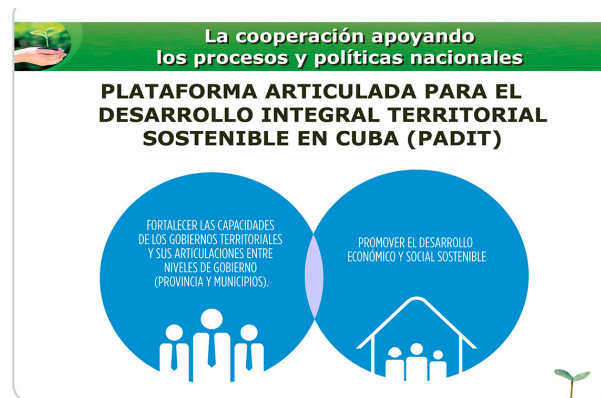 La cooperación apoyando
los procesos y políticas nacionales
PLATAFORMA ARTICULADA PARA EL
DESARROLLO INTEGRAL TERRITORIAL
SOSTENIBLE EN CUBA (PADIT)
FORTALECER LAS CAPACIDADES
DE LOS GOBIERNOS TERRITORIALES
Y SUS ARTICULACIONES ENTRE
NIVELES DE GOBIERNO
(PROVINCIA Y MUNICIPIOS).
PROMOVER EL DESARROLLO
ECONÓMICO Y SOCIAL SOSTENIBLE